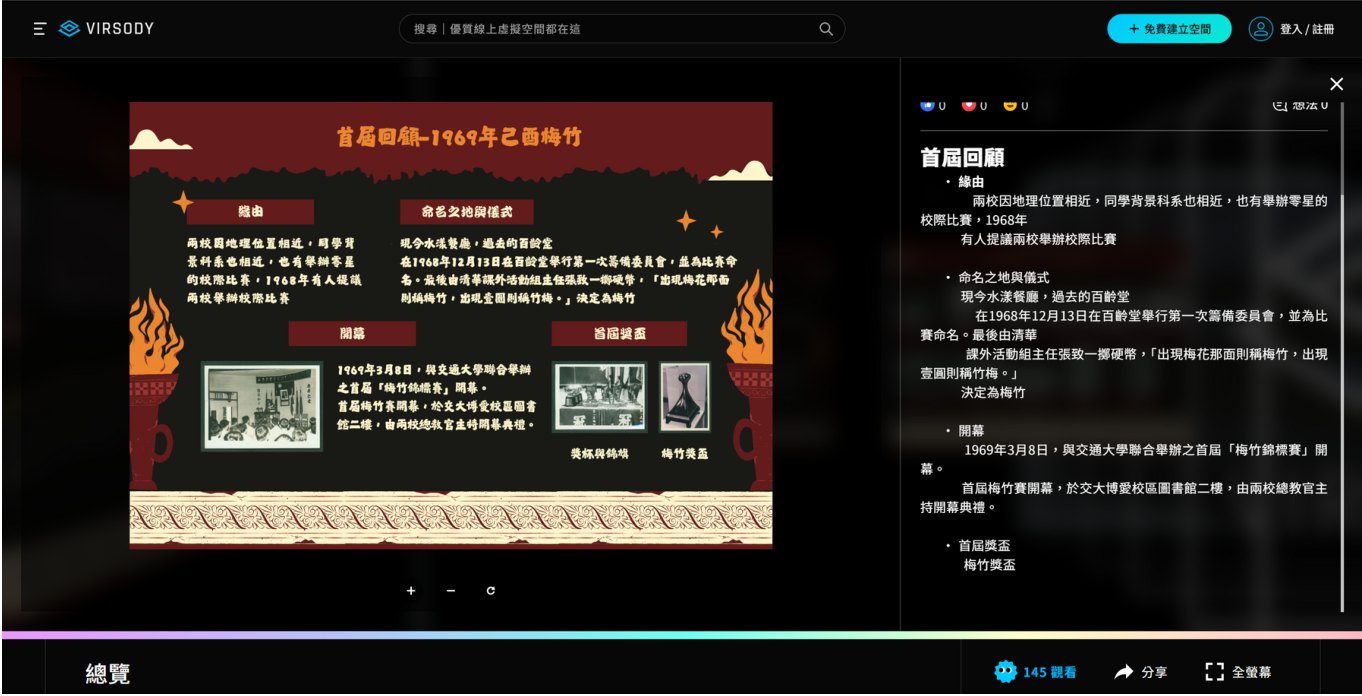 VIRSODY
搜尋｜優質線上虛擬空間都在這
+ 免費建立空間
登入 / 註冊
首屆回顧-1969年己酉梅竹
緣由
兩校因地理位置相近，同學背
景科系也相近，也有舉辦零星
的校際比賽，1968年有人提議
兩校舉辦校際比賽
命名之地與儀式
現今水漾餐廳，過去的百齡堂
在1968年12月13日在百齡堂舉行第一次籌備委員會，並為比賽命
名。最後由清華課外活動組主任張致一擲硬幣，「出現梅花那面
則稱梅竹，出現壹圓則稱竹梅。」決定為梅竹
開幕
1969年3月8日，與交通大學聯合舉辦
之首屆「梅竹錦標賽」開幕。
首屆梅竹賽開幕，於交大博愛校區圖書
館二樓，由兩校總教官主持開幕典禮。
首屆獎盃
獎杯與錦旗
梅竹獎盃
+ − 
0 0 0
想法 0
首屆回顧
・緣由
兩校因地理位置相近，同學背景科系也相近，也有舉辦零星的
校際比賽，1968年
有人提議兩校舉辦校際比賽
・命名之地與儀式
現今水漾餐廳，過去的百齡堂
在1968年12月13日在百齡堂舉行第一次籌備委員會，並為比
賽命名。最後由清華
課外活動組主任張致一擲硬幣，「出現梅花那面則稱梅竹，出現
壹圓則稱竹梅。」
決定為梅竹
・開幕
1969年3月8日，與交通大學聯合舉辦之首屆「梅竹錦標賽」開
幕。
首屆梅竹賽開幕，於交大博愛校區圖書館二樓，由兩校總教官主
持開幕典禮。
・首屆獎盃
梅竹獎盃
總覽
145 觀看
分享
全螢幕